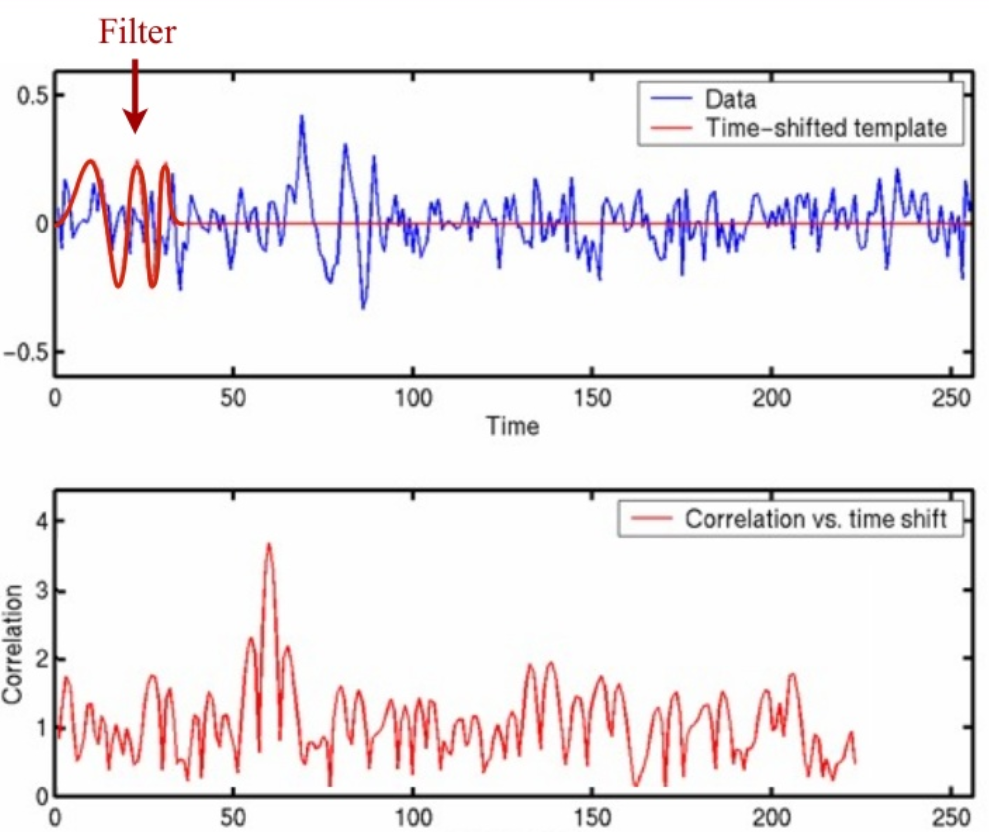 Filter
0.5
Data
Time-shifted template
0
-0.5
0 50 100 150 200 250
Time
4
Correlation vs. time shift
3
2
1
0
Correlation
0 50 100 150 200 250